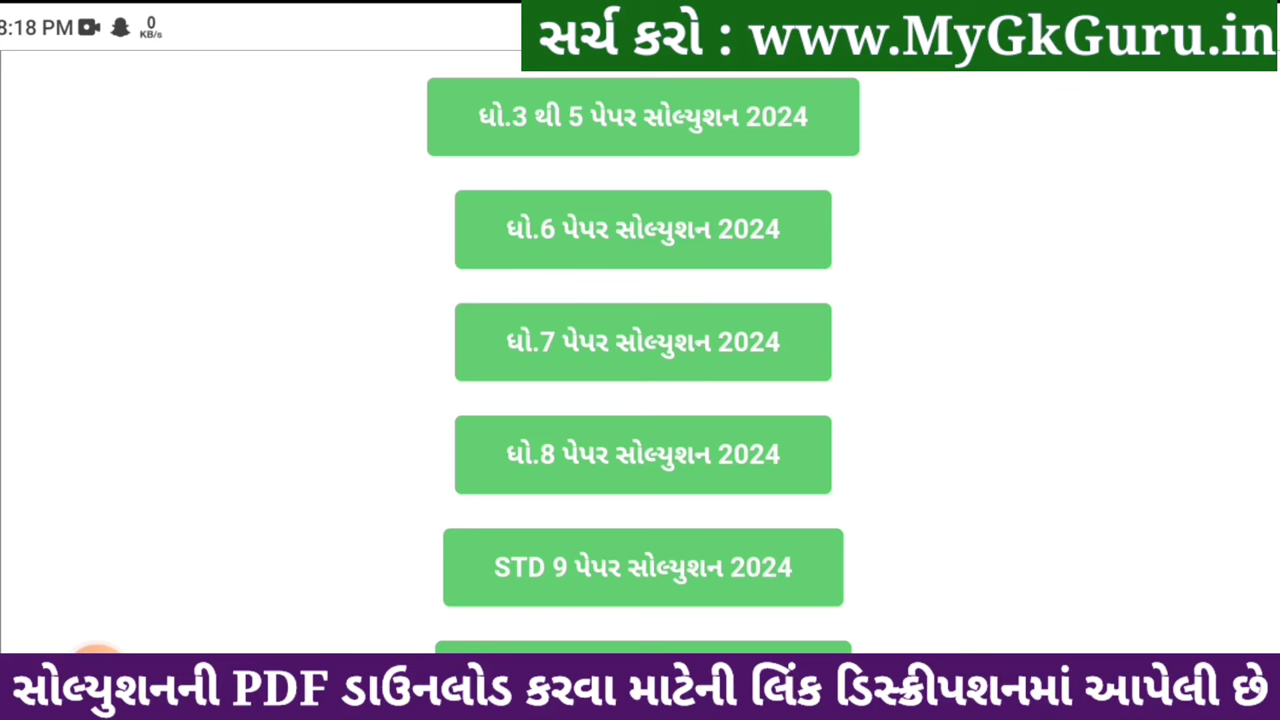 8:18 PM 0 KB/s
સર્ચ કરો : www.MyGkGuru.in
ધો.3 થી 5 પેપર સોલ્યુશન 2024
ધો.6 પેપર સોલ્યુશન 2024
ધો.7 પેપર સોલ્યુશન 2024
ધો.8 પેપર સોલ્યુશન 2024
STD 9 પેપર સોલ્યુશન 2024
સોલ્યુશનની PDF ડાઉનલોડ કરવા માટેની લિંક ડિસ્ક્રીપશનમાં આપેલી છે